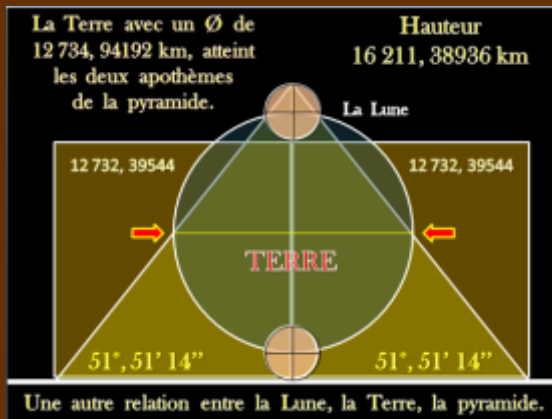 La Terre avec un Ø de
12 734, 94192 km, atteint
les deux apothèmes
de la pyramide.
Hauteur
16 211, 38936 km
La Lune
12 732, 39544
12 732, 39544
TERRE
51°, 51' 14''
51°, 51' 14''
Une autre relation entre la Lune, la Terre, la pyramide.